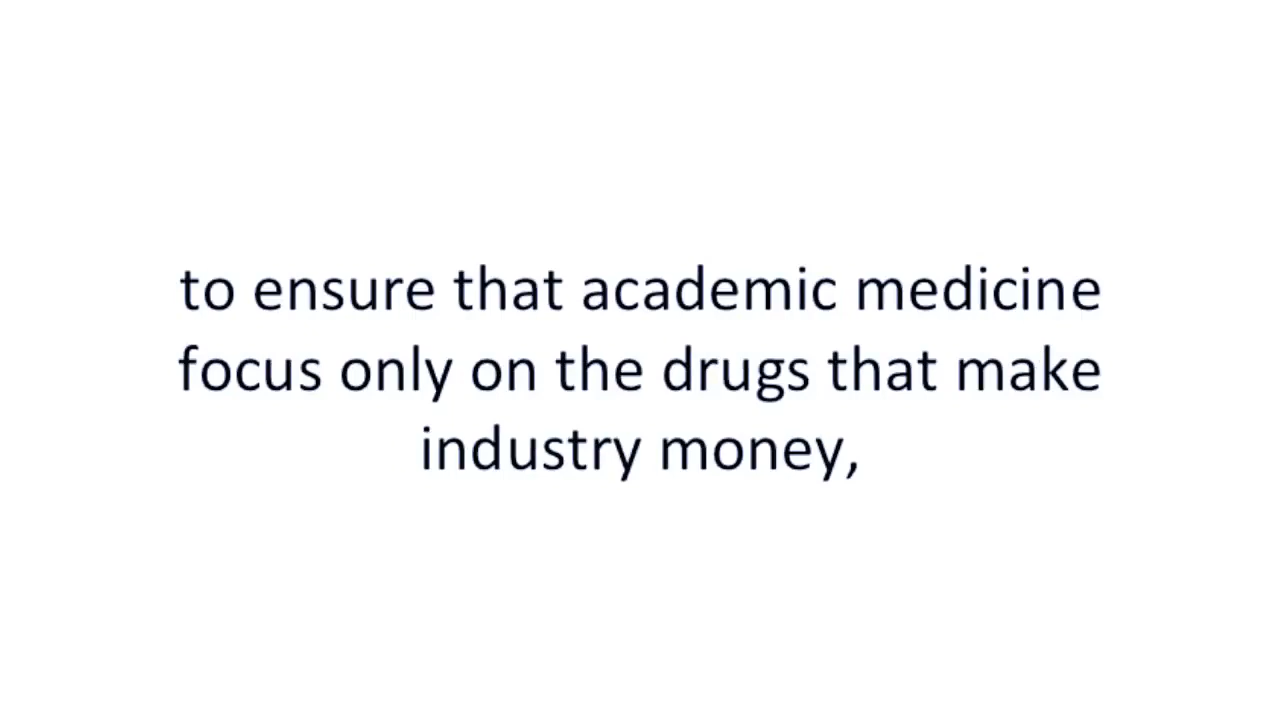 to ensure that academic medicine
focus only on the drugs that make
industry money,